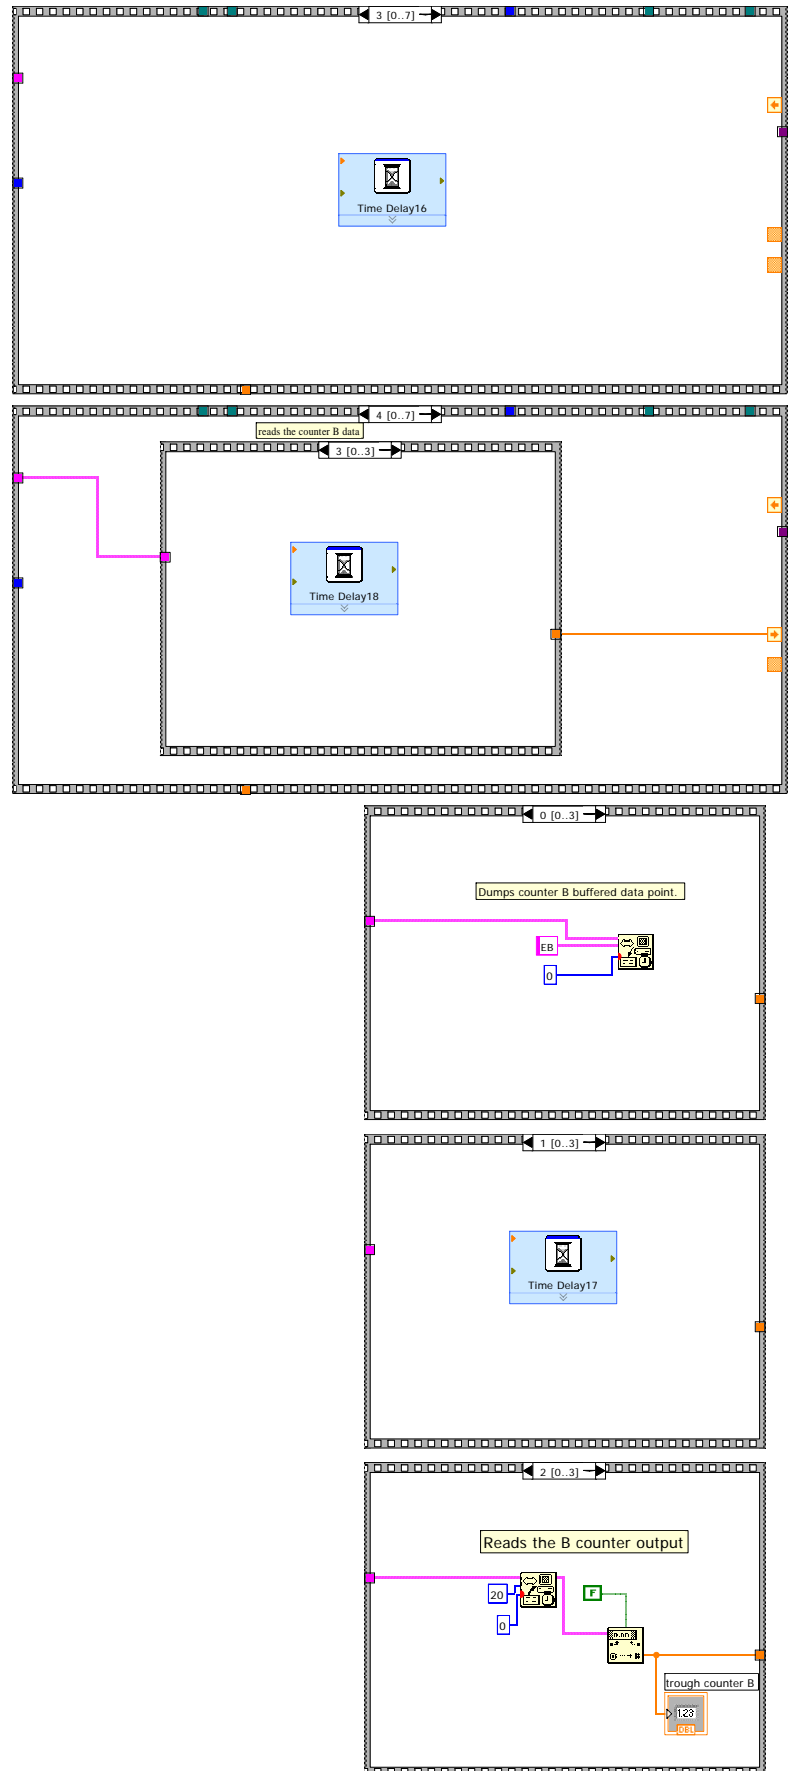 3 [0..7]
Time Delay16
4 [0..7]
reads the counter B data
3 [0..3]
Time Delay18
0 [0..3]
Dumps counter B buffered data point.
EB
0
1 [0..3]
Time Delay17
2 [0..3]
Reads the B counter output
20
F
0
trough counter B
1.23
DBL